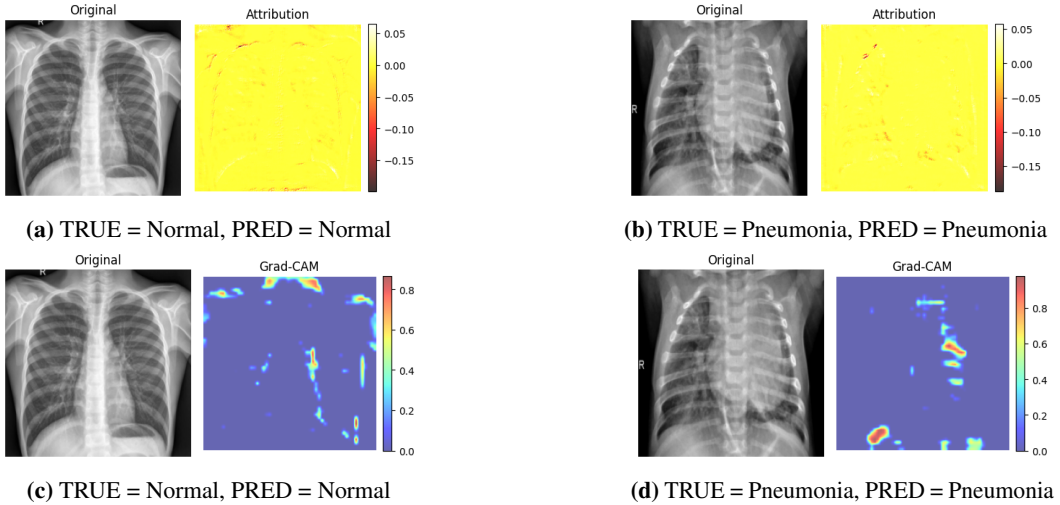 Original Attribution
R
0.05
0.00
−0.05
−0.10
−0.15
(a) TRUE = Normal, PRED = Normal
Original Attribution
R
0.05
0.00
−0.05
−0.10
−0.15
(b) TRUE = Pneumonia, PRED = Pneumonia
Original Grad-CAM
R
0.8
0.6
0.4
0.2
0.0
(c) TRUE = Normal, PRED = Normal
Original Grad-CAM
R
0.8
0.6
0.4
0.2
0.0
(d) TRUE = Pneumonia, PRED = Pneumonia